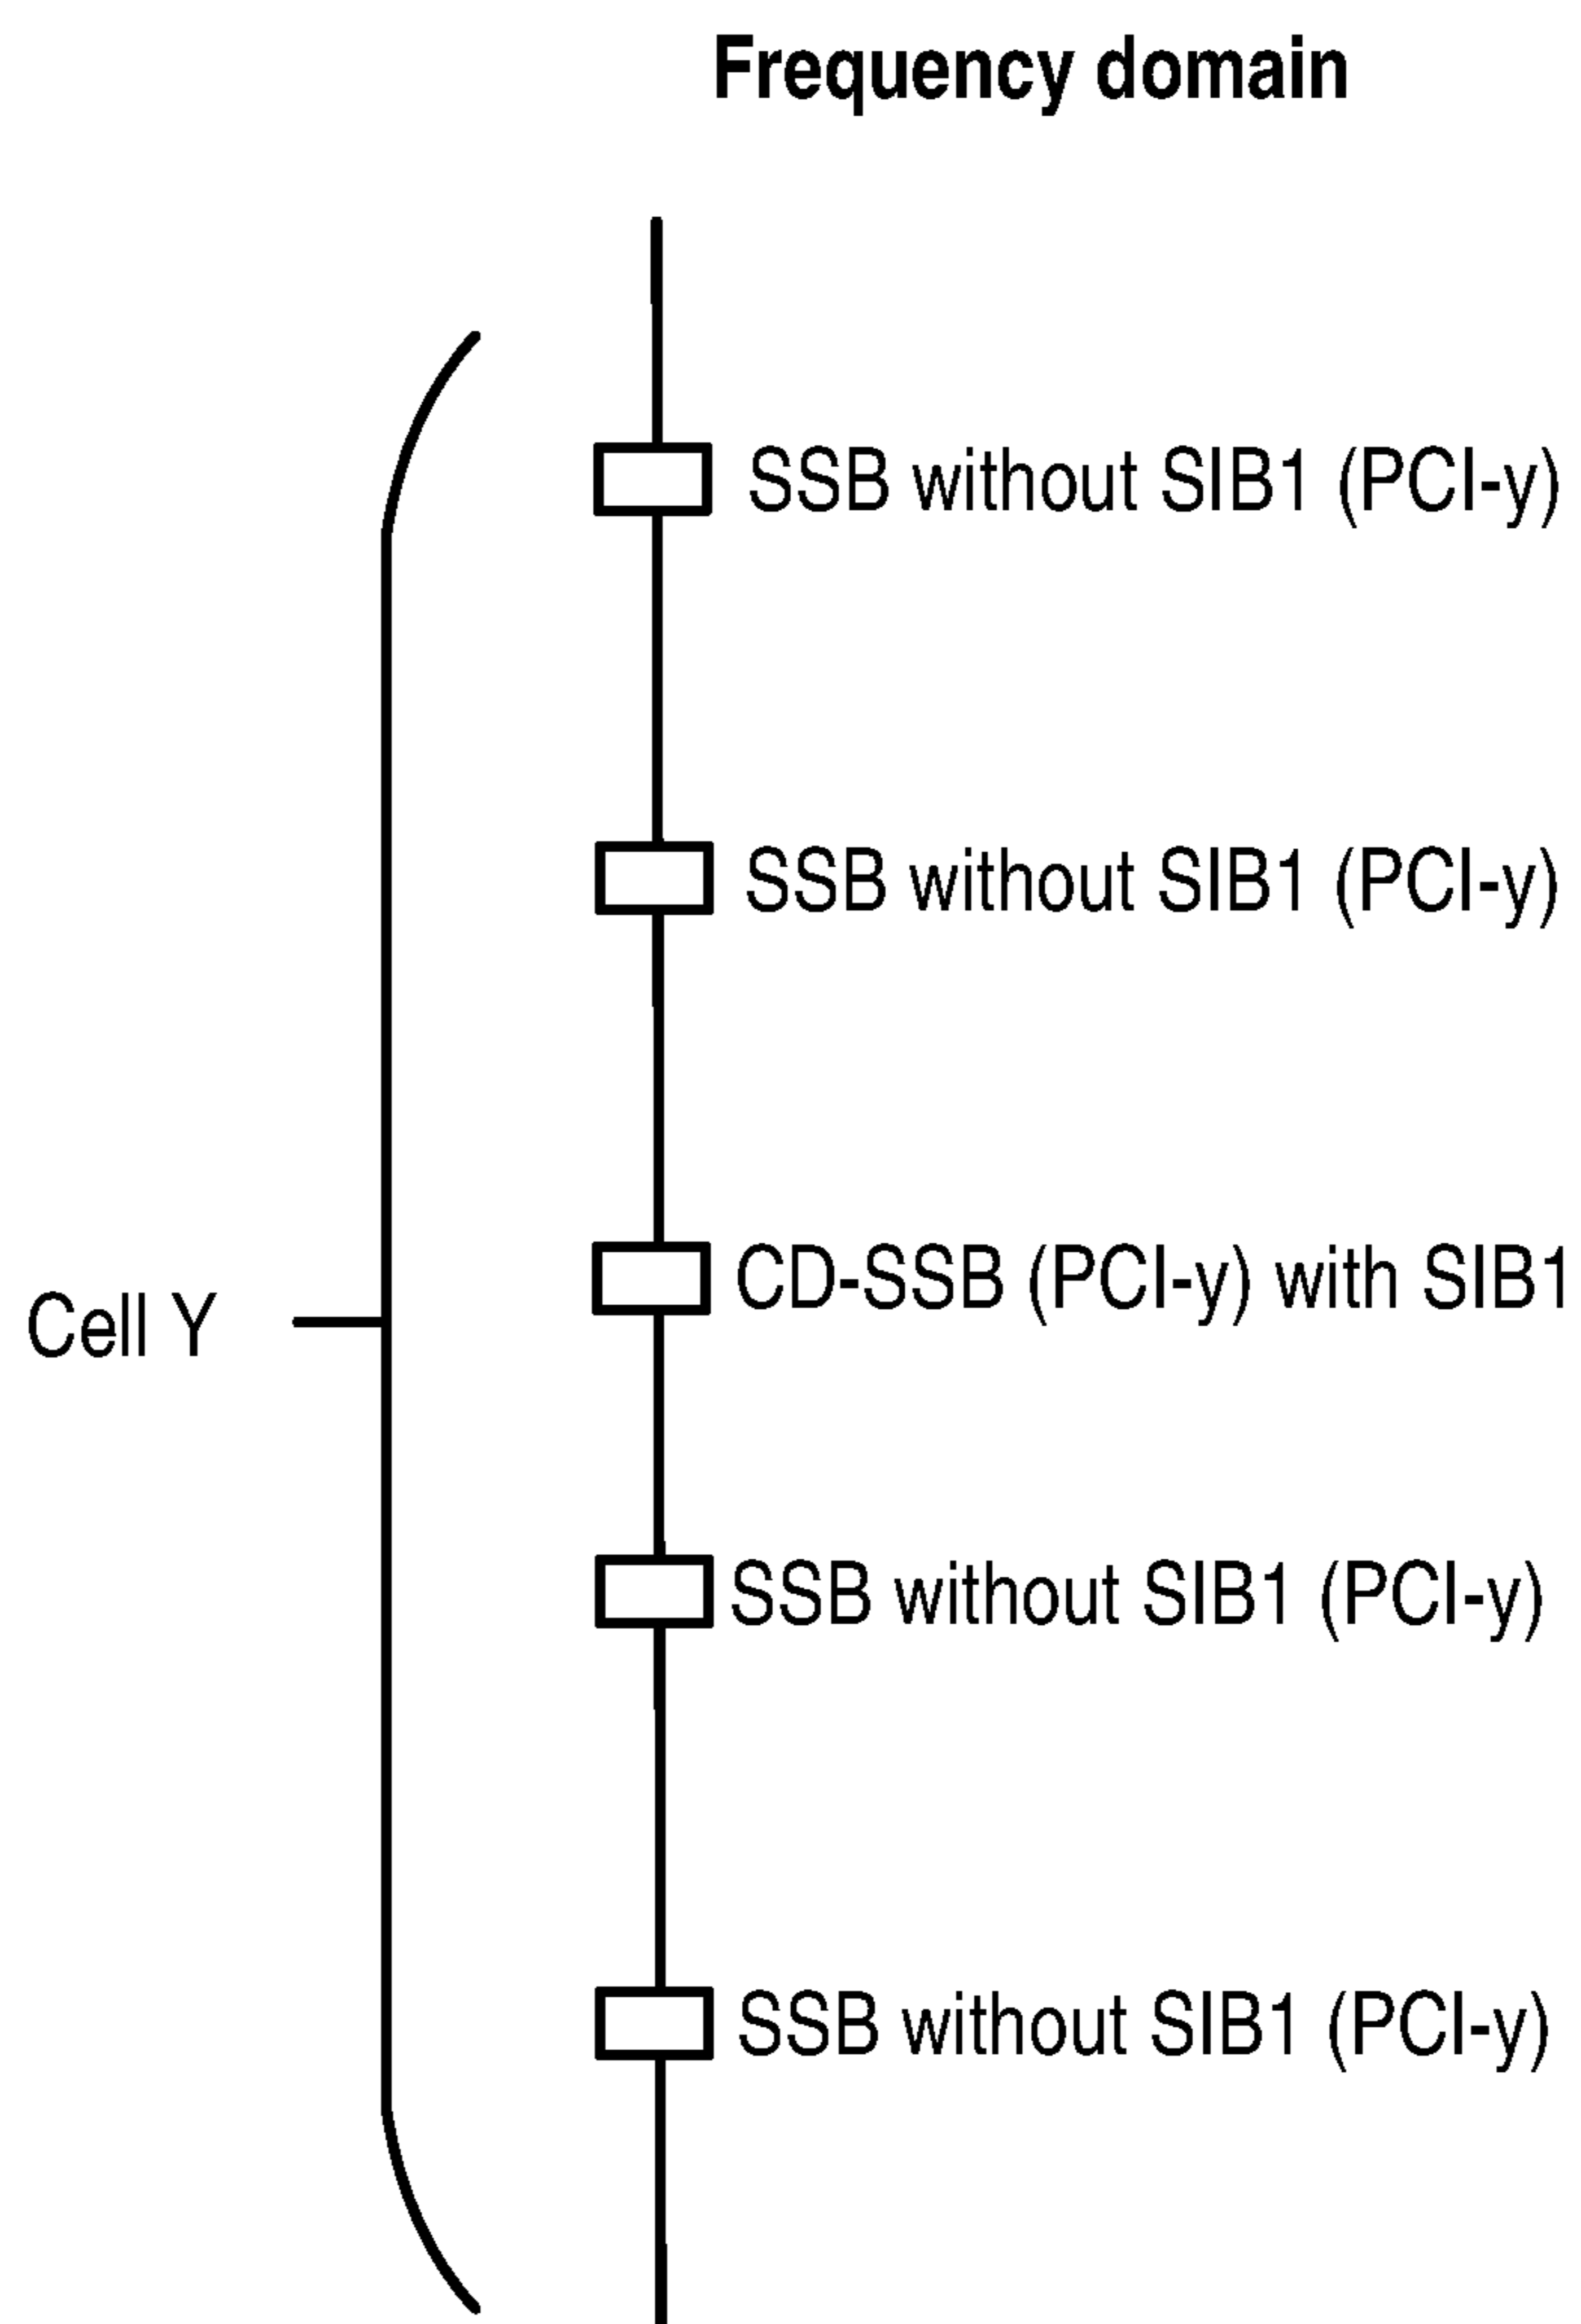 Frequency domain
SSB without SIB1 (PCI-y)
SSB without SIB1 (PCI-y)
CD-SSB (PCI-y) with SIB1
Cell Y
SSB without SIB1 (PCI-y)
SSB without SIB1 (PCI-y)